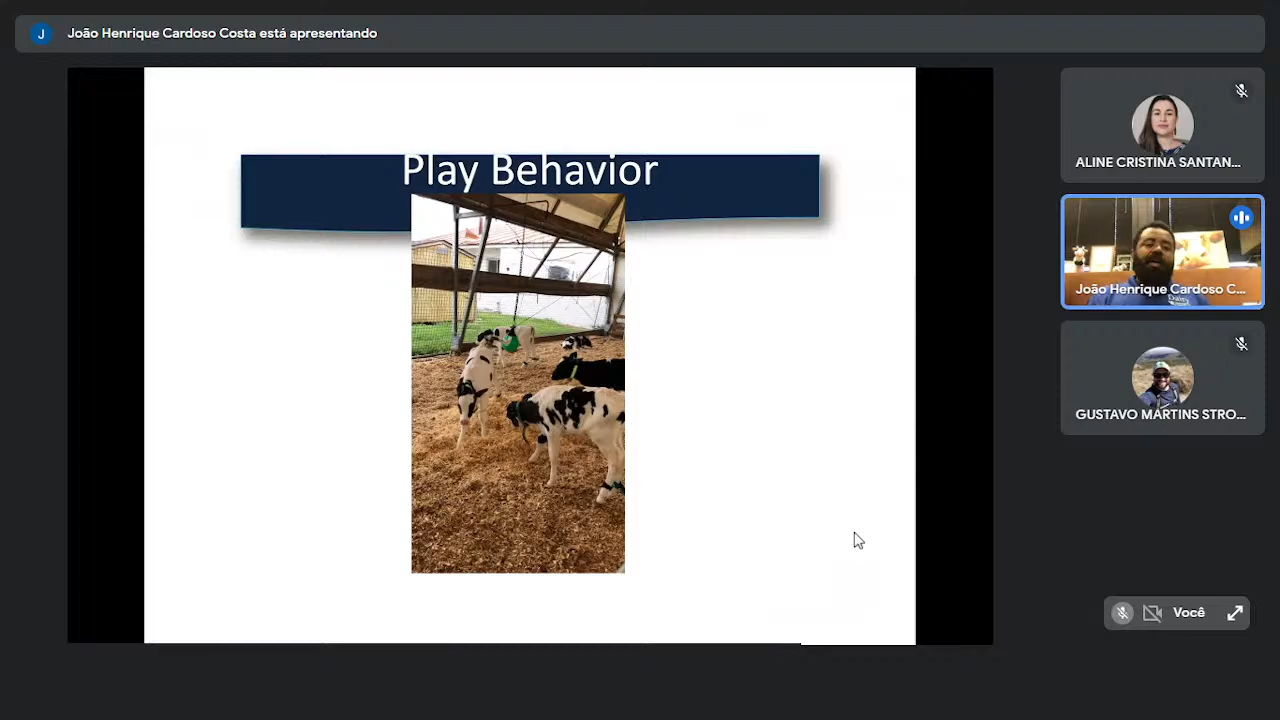 J
João Henrique Cardoso Costa está apresentando
Play Behavior
ALINE CRISTINA SANTAN...
João Henrique Cardoso C...
GUSTAVO MARTINS STRO...
Você